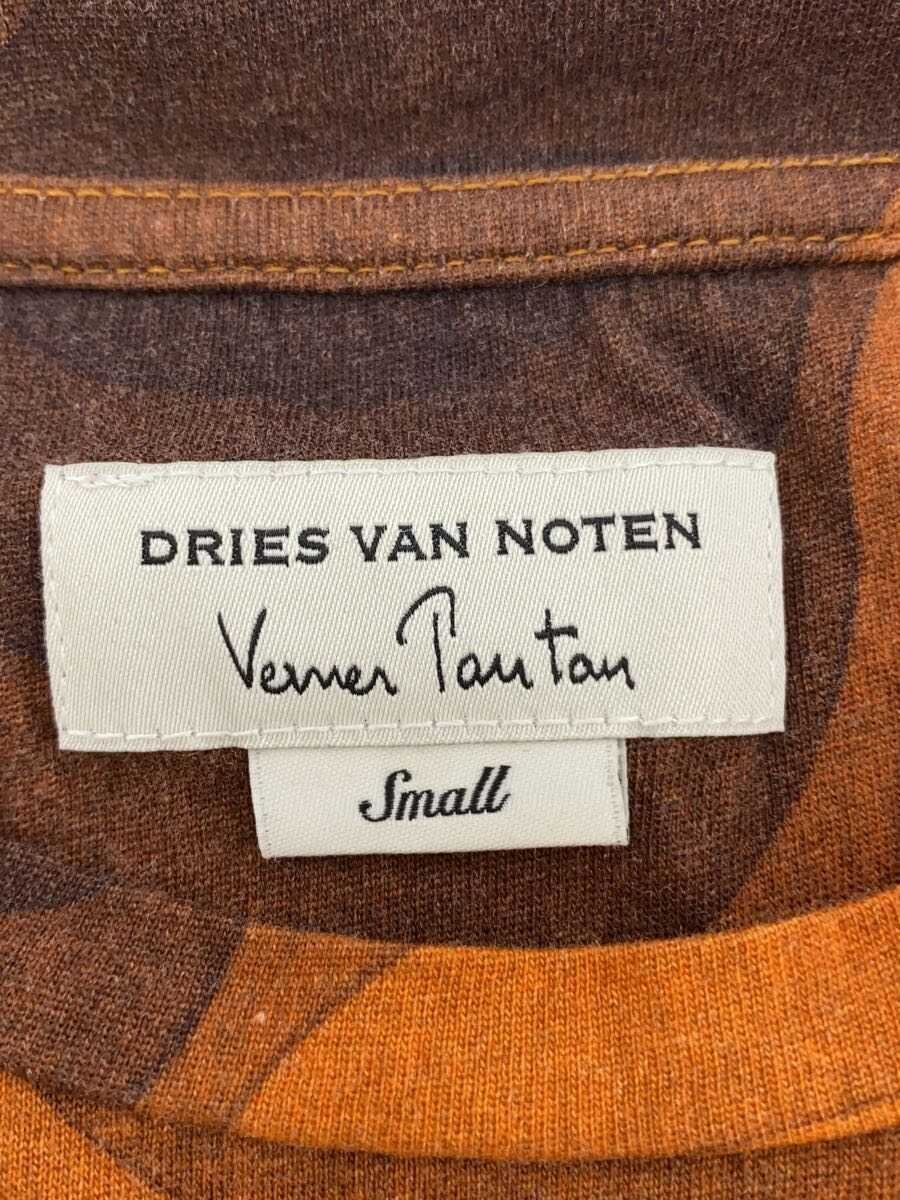 DRIES VAN NOTEN
Verner Panton
Small